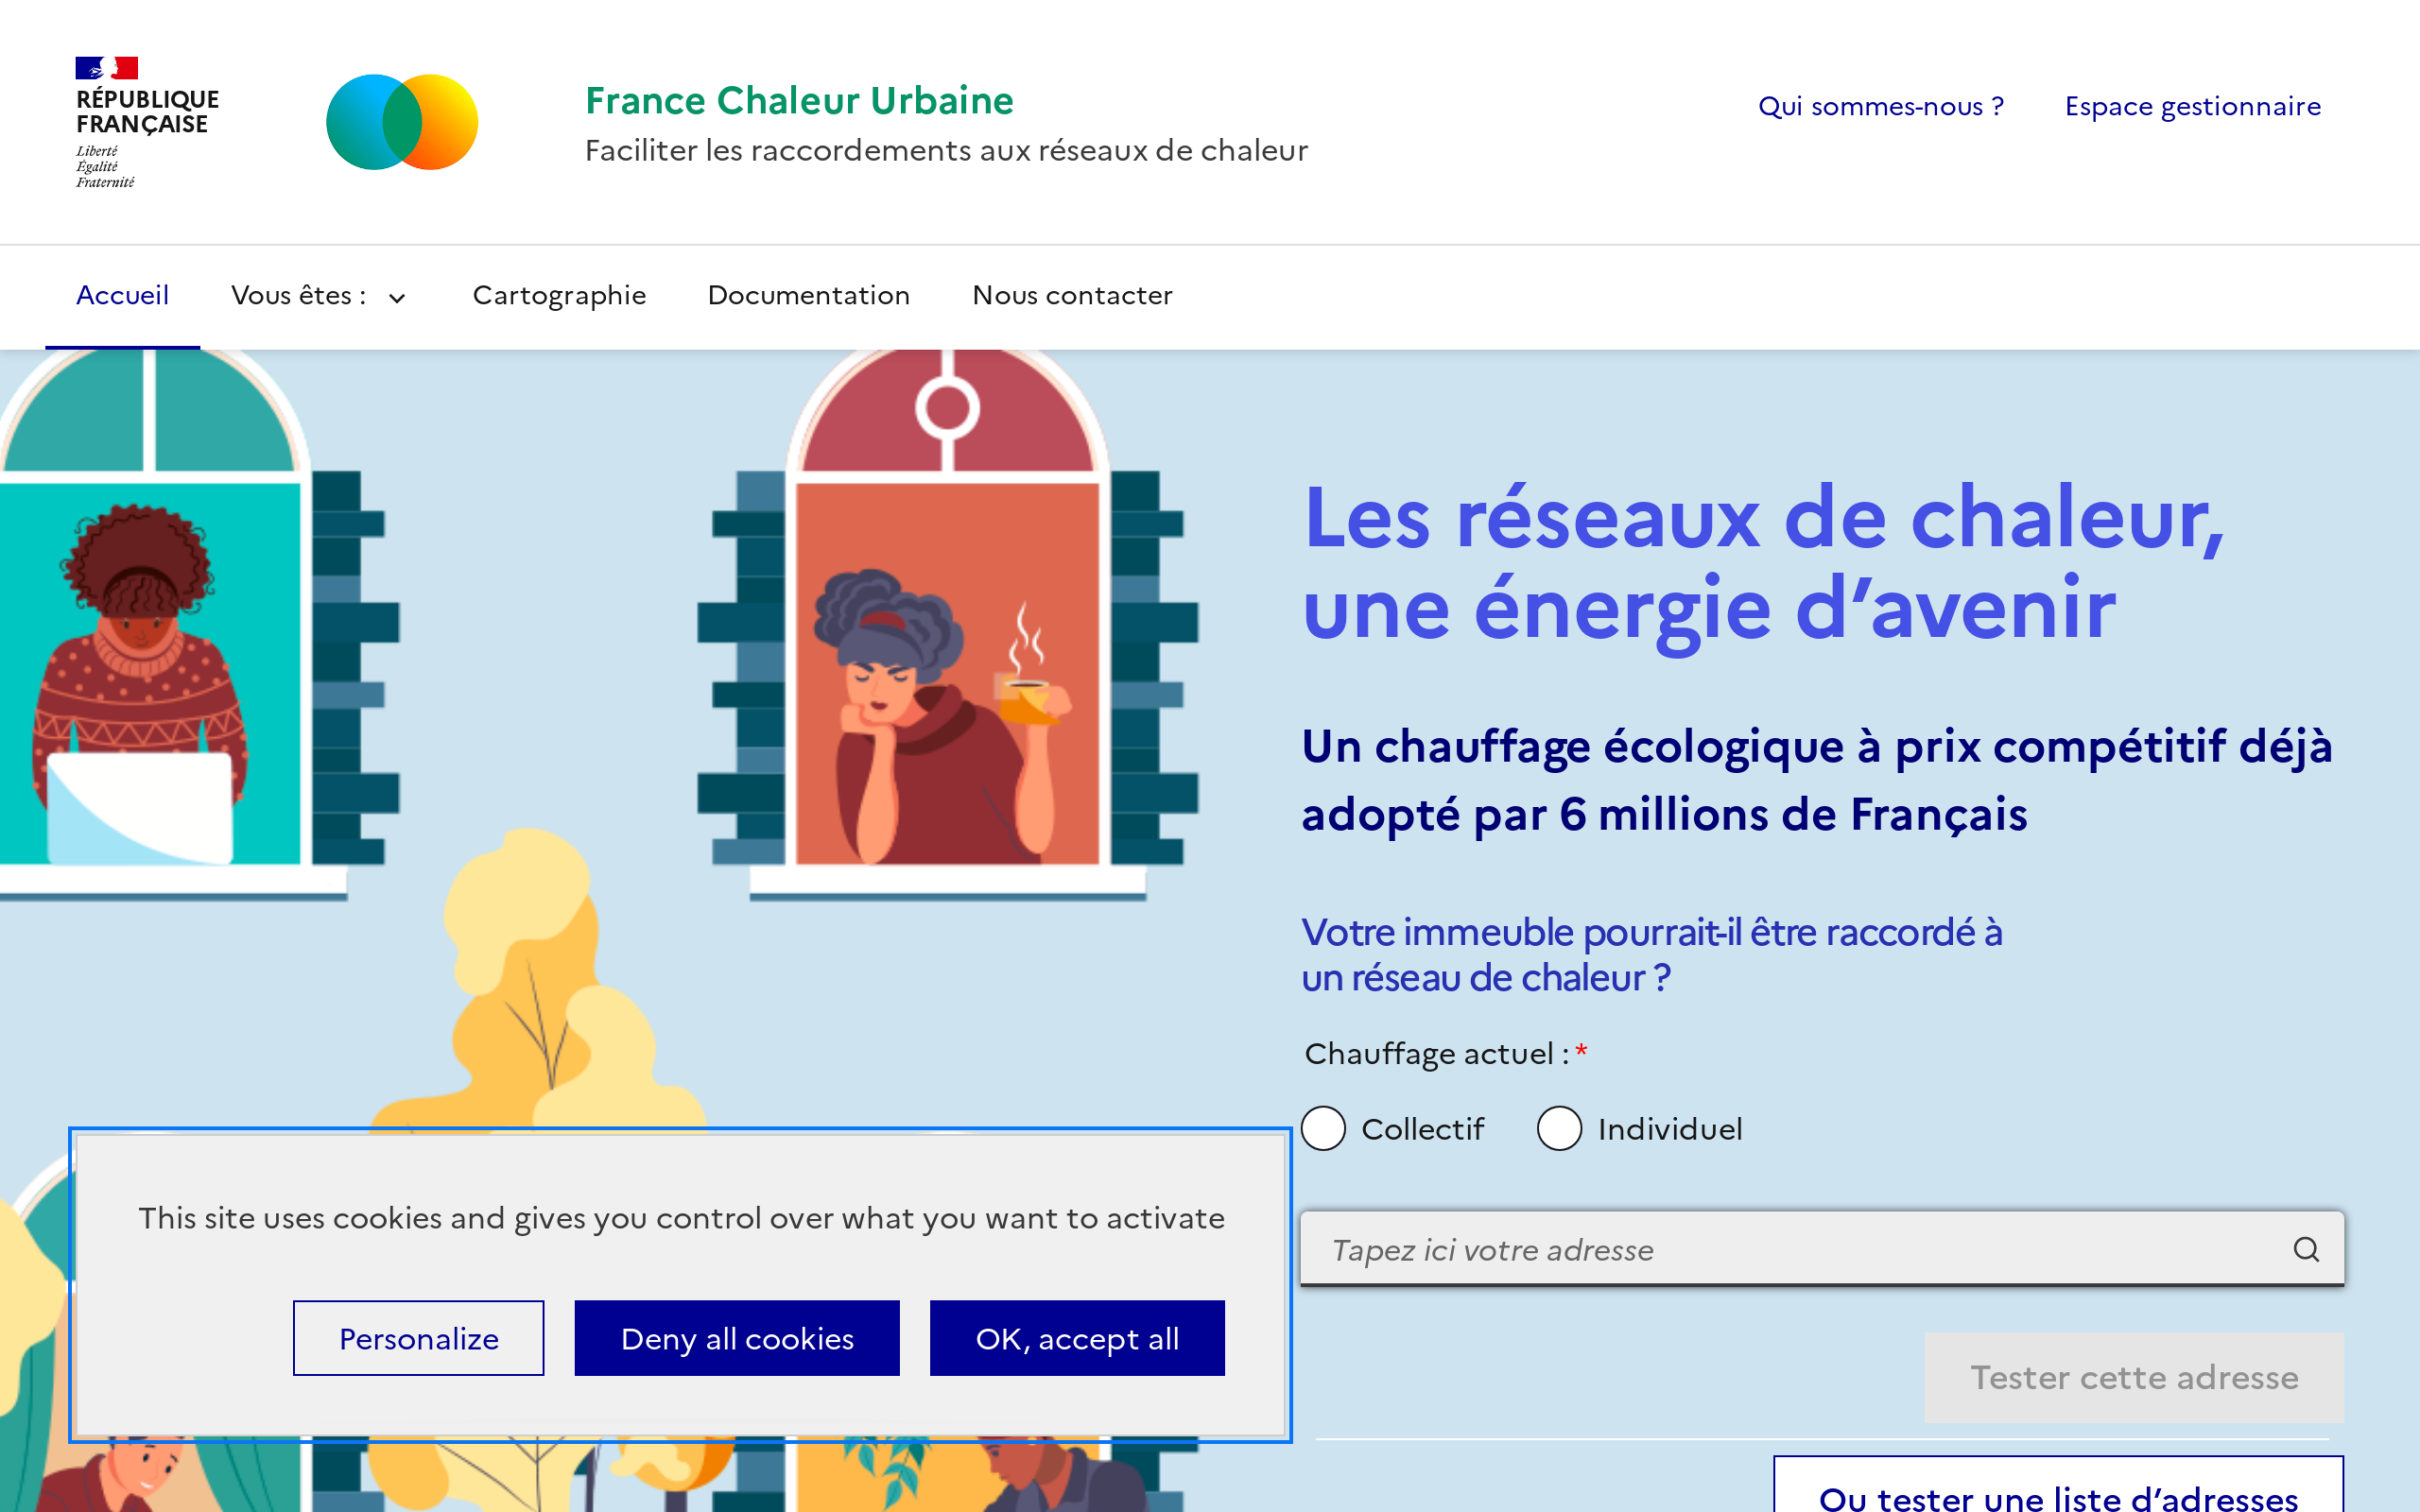 RÉPUBLIQUE
FRANÇAISE
Liberté
Égalité
Fraternité
France Chaleur Urbaine
Faciliter les raccordements aux réseaux de chaleur
Qui sommes-nous ?
Espace gestionnaire
Accueil
Vous êtes :
Cartographie
Documentation
Nous contacter
Les réseaux de chaleur,
une énergie d’avenir
Un chauffage écologique à prix compétitif déjà
adopté par 6 millions de Français
Votre immeuble pourrait-il être raccordé à
un réseau de chaleur ?
Chauffage actuel : *
Collectif
Individuel
Tapez ici votre adresse
Tester cette adresse
Ou tester une liste d’adresses
This site uses cookies and gives you control over what you want to activate
Personalize
Deny all cookies
OK, accept all